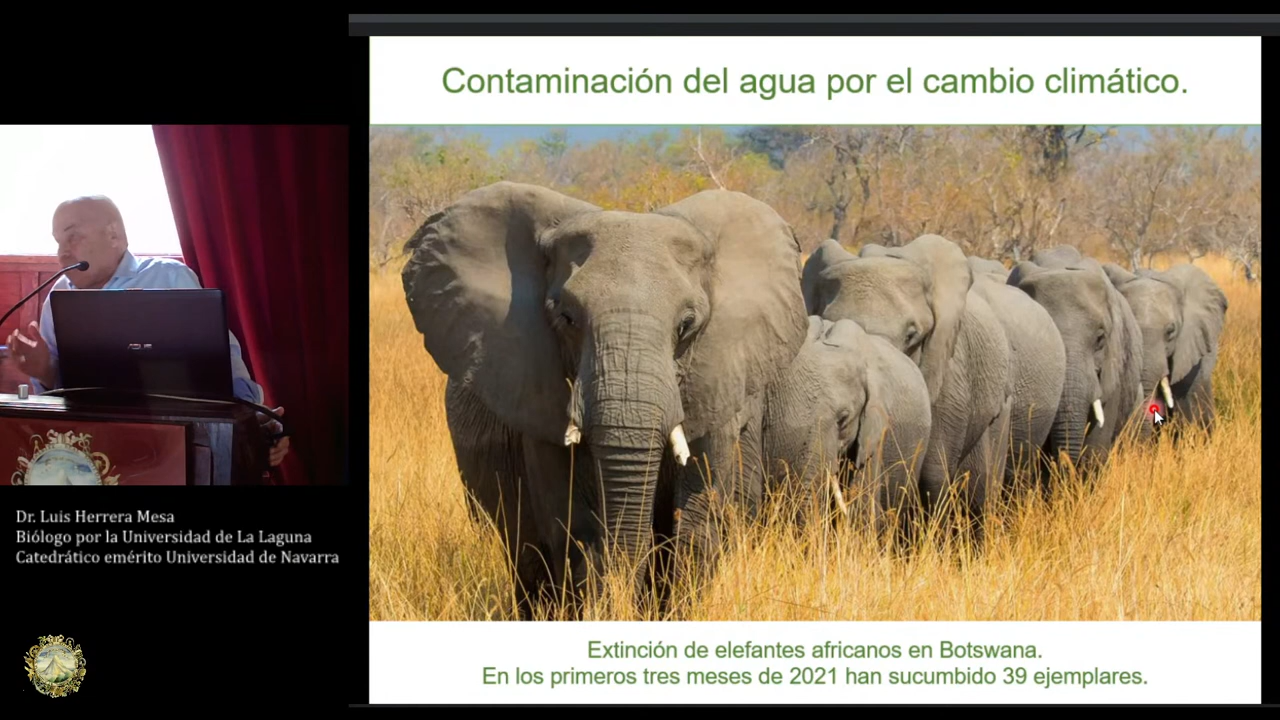 Contaminación del agua por el cambio climático.
ASUS
Dr. Luis Herrera Mesa
Biólogo por la Universidad de La Laguna
Catedrático emérito Universidad de Navarra
Extinción de elefantes africanos en Botswana.
En los primeros tres meses de 2021 han sucumbido 39 ejemplares.